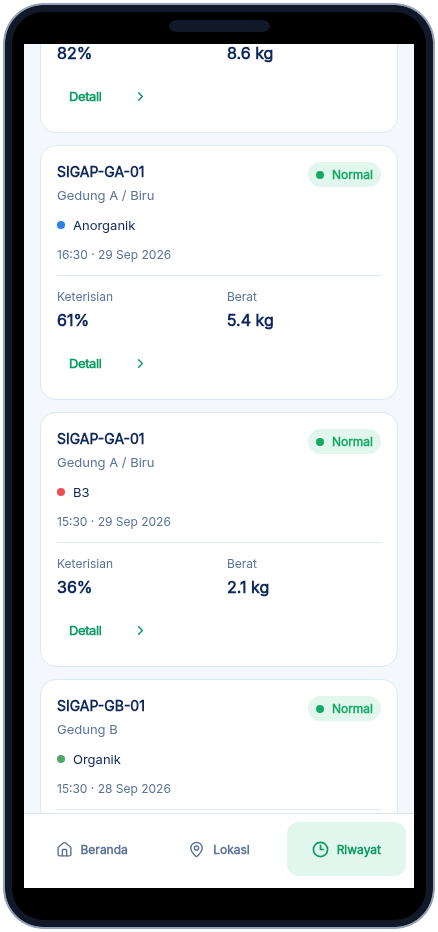 82% 8.6 kg
Detail
SIGAP-GA-01 Normal
Gedung A / Biru
Anorganik
16:30 · 29 Sep 2026
Keterisian Berat
61% 5.4 kg
Detail
SIGAP-GA-01 Normal
Gedung A / Biru
B3
15:30 · 29 Sep 2026
Keterisian Berat
36% 2.1 kg
Detail
SIGAP-GB-01 Normal
Gedung B
Organik
15:30 · 28 Sep 2026
Beranda Lokasi Riwayat